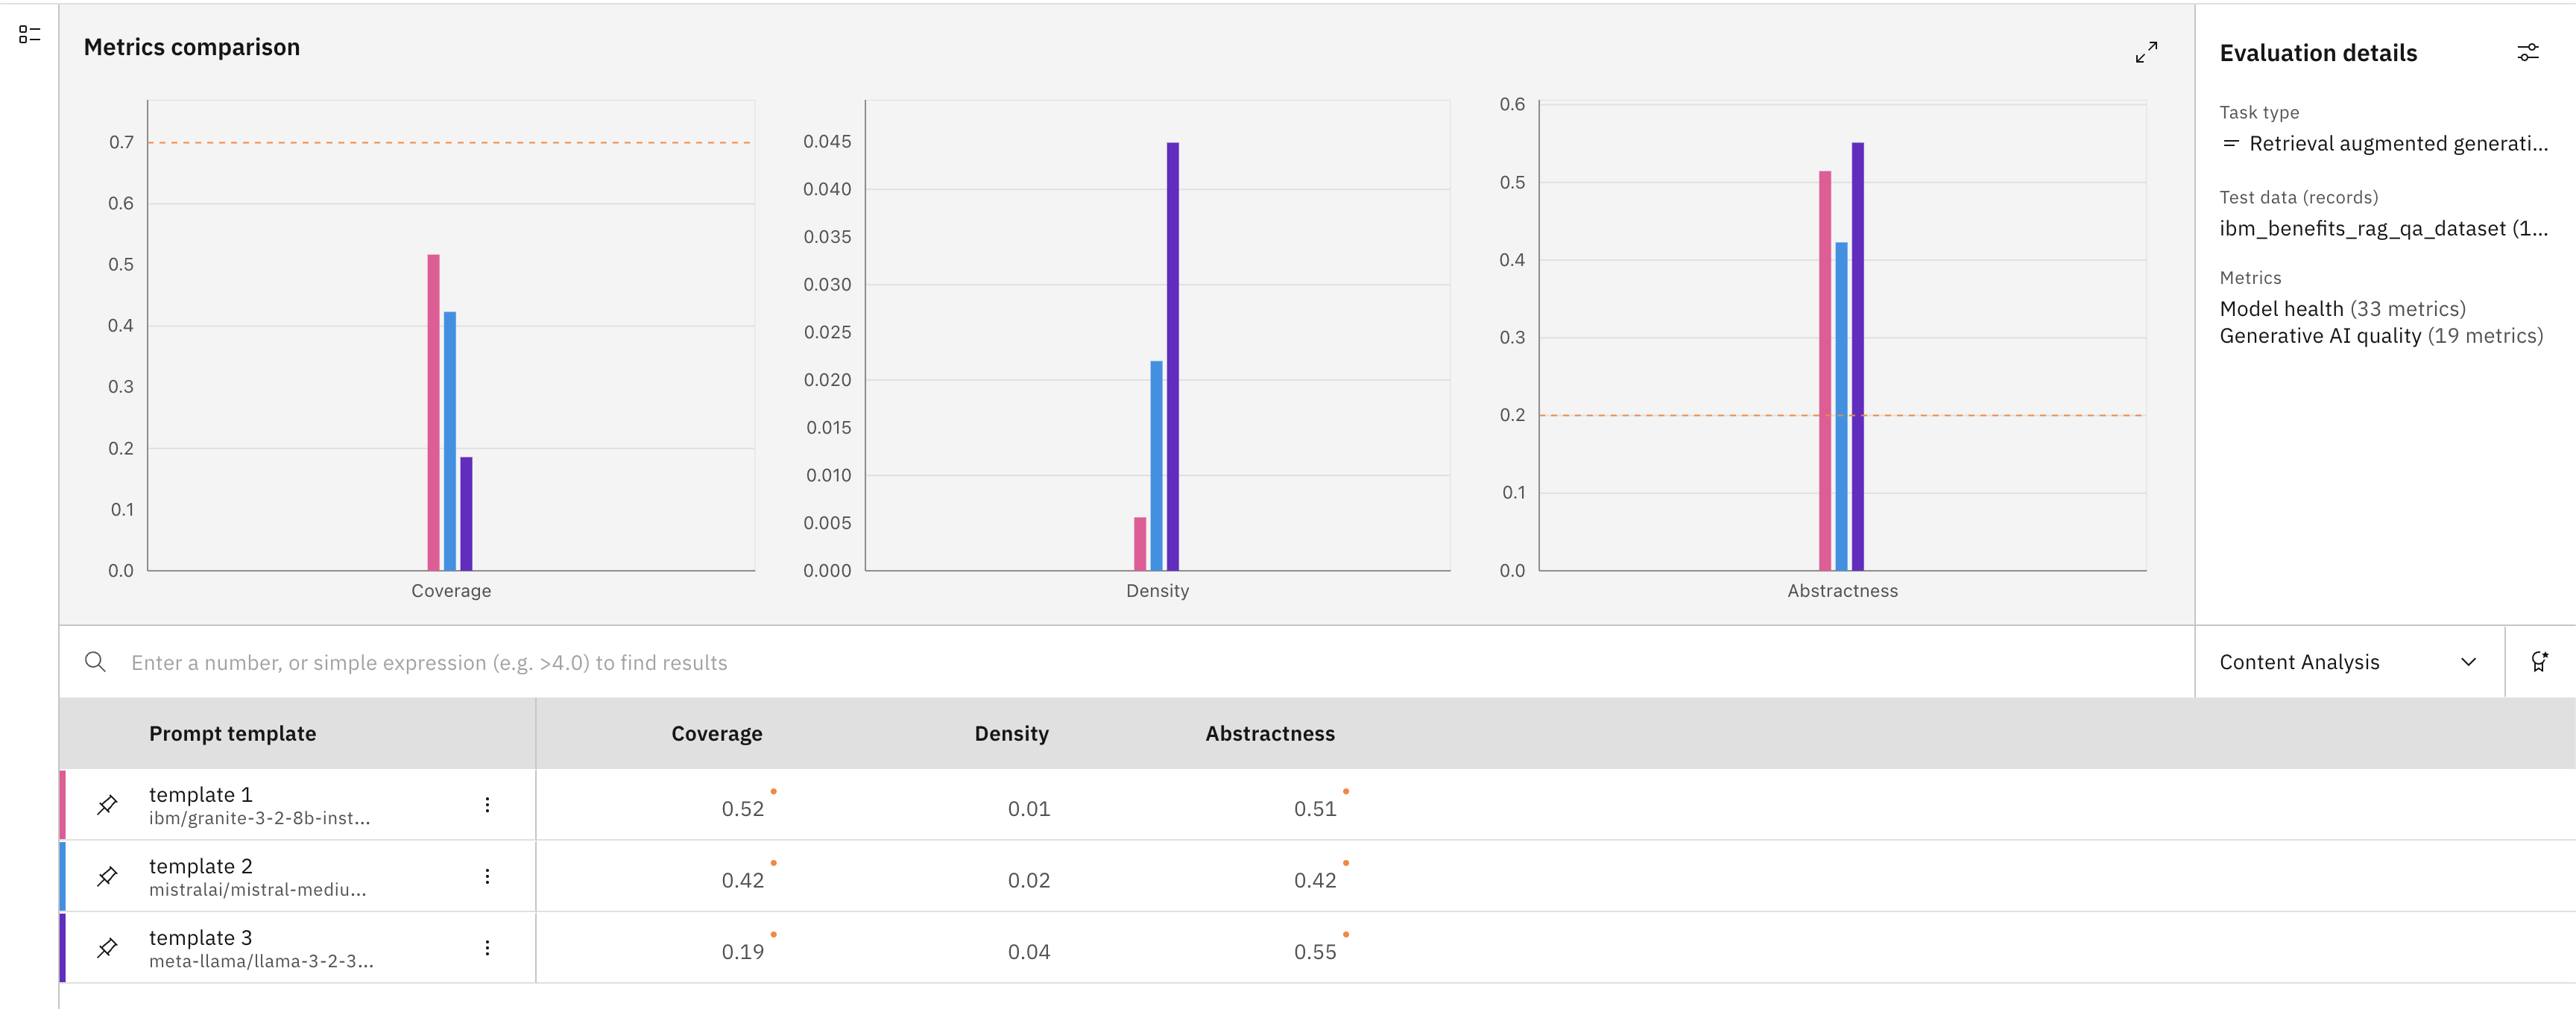 Metrics comparison
0.7
0.6
0.5
0.4
0.3
0.2
0.1
0.0
Coverage
0.045
0.040
0.035
0.030
0.025
0.020
0.015
0.010
0.005
0.000
Density
0.6
0.5
0.4
0.3
0.2
0.1
0.0
Abstractness
Evaluation details
Task type
Retrieval augmented generati...
Test data (records)
ibm_benefits_rag_qa_dataset (1...
Metrics
Model health (33 metrics)
Generative AI quality (19 metrics)
Enter a number, or simple expression (e.g. >4.0) to find results
Content Analysis
Prompt template Coverage Density Abstractness
template 1
ibm/granite-3-2-8b-inst...
0.52 0.01 0.51
template 2
mistralai/mistral-mediu...
0.42 0.02 0.42
template 3
meta-llama/llama-3-2-3...
0.19 0.04 0.55